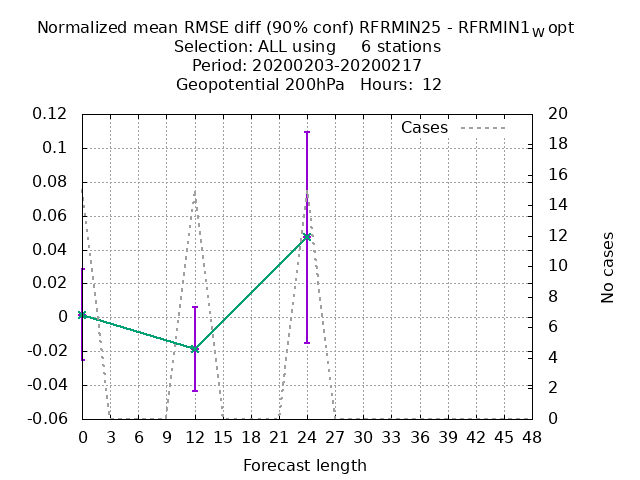 Normalized mean RMSE diff (90% conf) RFRMIN25 - RFRMIN1w opt
Selection: ALL using 6 stations
Period: 20200203-20200217
Geopotential 200hPa Hours: 12
Cases
0.12
0.1
0.08
0.06
0.04
0.02
0
-0.02
-0.04
-0.06
20
18
16
14
12
10
8
6
4
2
0
No cases
0 3 6 9 12 15 18 21 24 27 30 33 36 39 42 45 48
Forecast length